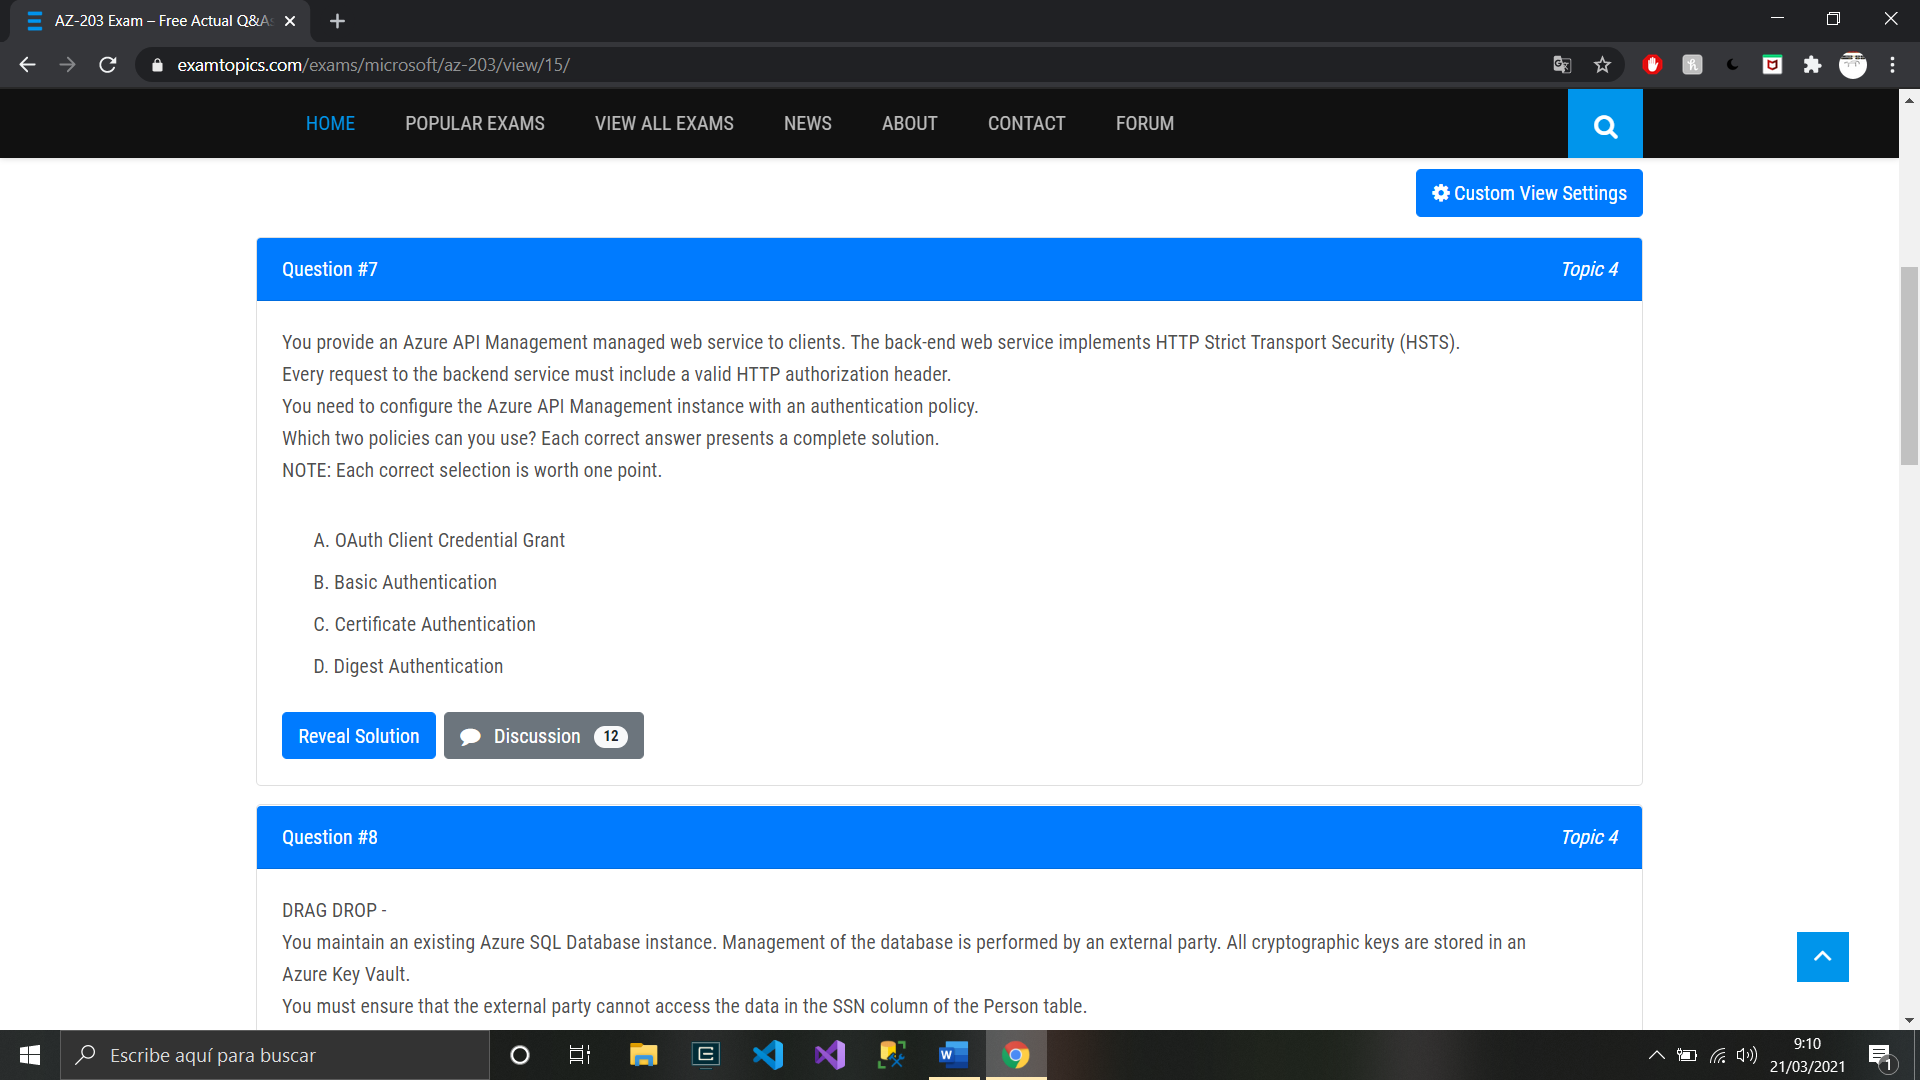 AZ-203 Exam – Free Actual Q&As
examtopics.com/exams/microsoft/az-203/view/15/
HOME POPULAR EXAMS VIEW ALL EXAMS NEWS ABOUT CONTACT FORUM
Custom View Settings
Question #7 Topic 4
You provide an Azure API Management managed web service to clients. The back-end web service implements HTTP Strict Transport Security (HSTS).
Every request to the backend service must include a valid HTTP authorization header.
You need to configure the Azure API Management instance with an authentication policy.
Which two policies can you use? Each correct answer presents a complete solution.
NOTE: Each correct selection is worth one point.
A. OAuth Client Credential Grant
B. Basic Authentication
C. Certificate Authentication
D. Digest Authentication
Reveal Solution Discussion 12
Question #8 Topic 4
DRAG DROP -
You maintain an existing Azure SQL Database instance. Management of the database is performed by an external party. All cryptographic keys are stored in an
Azure Key Vault.
You must ensure that the external party cannot access the data in the SSN column of the Person table.
Escribe aquí para buscar
9:10
21/03/2021
1